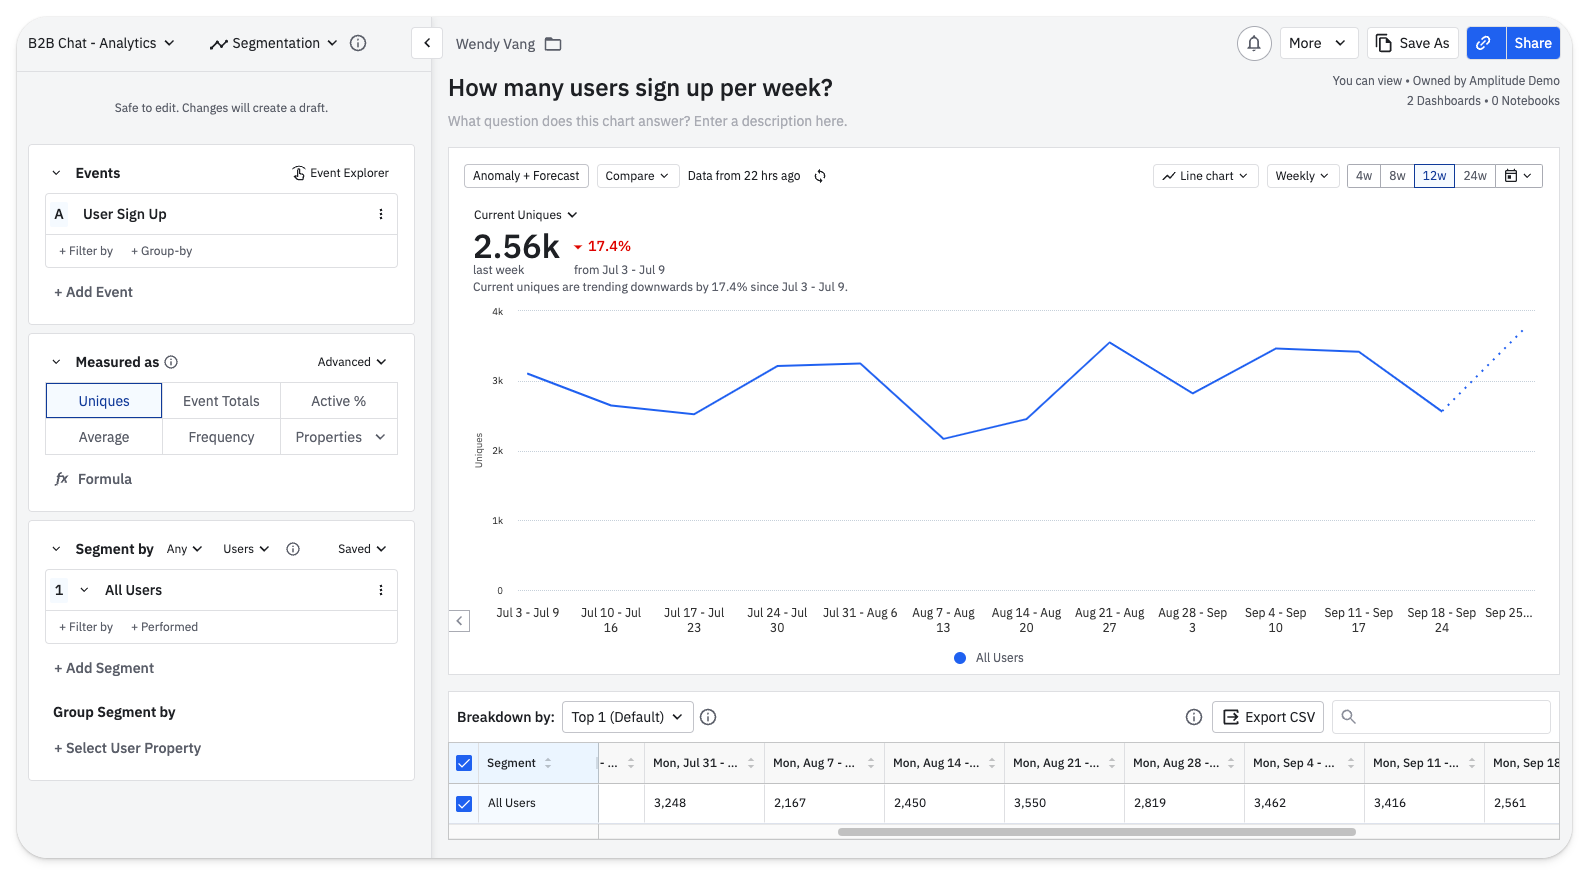 B2B Chat - Analytics
Segmentation
Safe to edit. Changes will create a draft.
Events
Event Explorer
A User Sign Up
+ Filter by + Group-by
+ Add Event
Measured as
Advanced
Uniques Event Totals Active %
Average Frequency Properties
fx Formula
Segment by Any Users Saved
1 All Users
+ Filter by + Performed
+ Add Segment
Group Segment by
+ Select User Property
Wendy Vang
More
Save As
Share
How many users sign up per week?
What question does this chart answer? Enter a description here.
You can view • Owned by Amplitude Demo
2 Dashboards • 0 Notebooks
Anomaly + Forecast Compare Data from 22 hrs ago
Line chart Weekly 4w 8w 12w 24w
Current Uniques
2.56k 17.4%
last week from Jul 3 - Jul 9
Current uniques are trending downwards by 17.4% since Jul 3 - Jul 9.
4k
3k
2k
1k
0
Uniques
Jul 3 - Jul 9 Jul 10 - Jul 16 Jul 17 - Jul 23 Jul 24 - Jul 30 Jul 31 - Aug 6 Aug 7 - Aug 13 Aug 14 - Aug 20 Aug 21 - Aug 27 Aug 28 - Sep 3 Sep 4 - Sep 10 Sep 11 - Sep 17 Sep 18 - Sep 24 Sep 25...
All Users
Breakdown by: Top 1 (Default)
Export CSV
Segment - ... Mon, Jul 31 - ... Mon, Aug 7 - ... Mon, Aug 14 -... Mon, Aug 21 -... Mon, Aug 28 -... Mon, Sep 4 - ... Mon, Sep 11 -... Mon, Sep 18
All Users 3,248 2,167 2,450 3,550 2,819 3,462 3,416 2,561